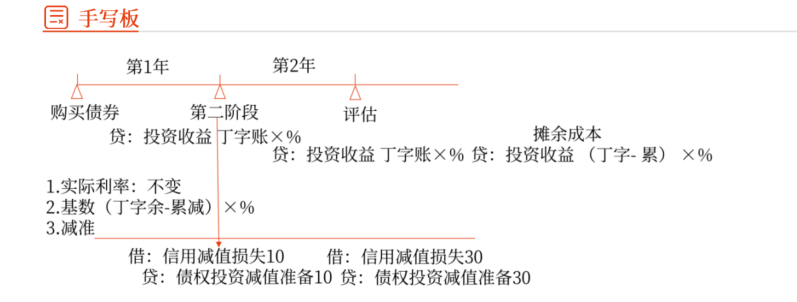 手写板
第1年 第2年
购买债券 第二阶段 评估
贷：投资收益 丁字账×% 摊余成本
贷：投资收益 丁字账×% 贷：投资收益 （丁字- 累） ×%
1.实际利率：不变
2.基数（丁字余-累减）×%
3.减准
借：信用减值损失10 借：信用减值损失30
贷：债权投资减值准备10 贷：债权投资减值准备30